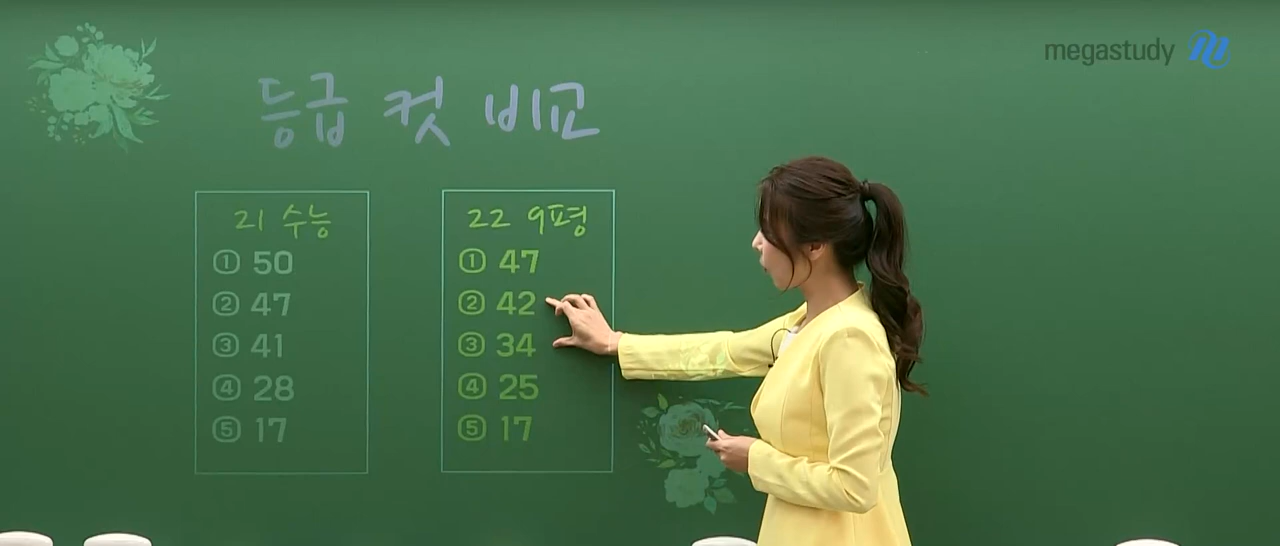 megastudy
등급 컷 비교
21 수능
① 50
② 47
③ 41
④ 28
⑤ 17
22 9평
① 47
② 42
③ 34
④ 25
⑤ 17